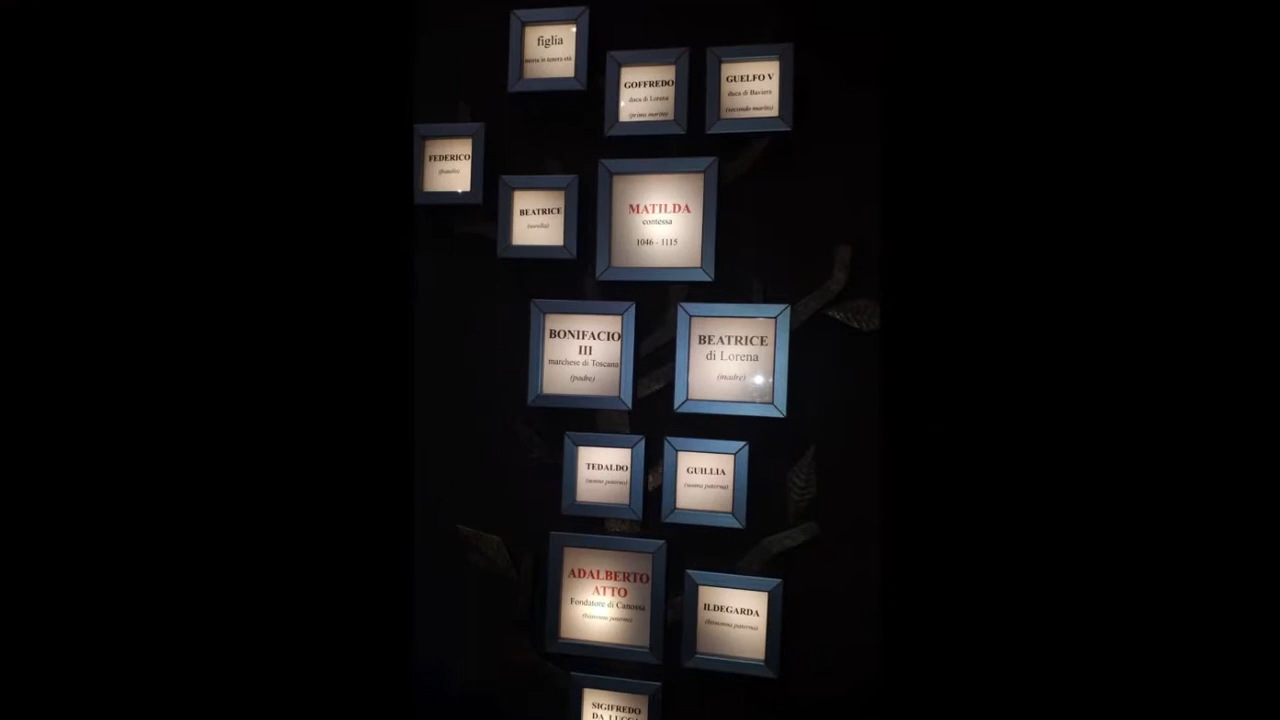 figlia
morta in tenera età
GOFFREDO
duca di Lorena
(primo marito)
GUELFO V
duca di Baviera
(secondo marito)
FEDERICO
(fratello)
BEATRICE
(sorella)
MATILDA
contessa
1046 - 1115
BONIFACIO
III
marchese di Toscana
(padre)
BEATRICE
di Lorena
(madre)
TEDALDO
(nonno paterno)
GUILLIA
(nonna paterna)
ADALBERTO
ATTO
Fondatore di Canossa
(bisnonno paterno)
ILDEGARDA
(bisnonna paterna)
SIGIFREDO
DA LUCCA